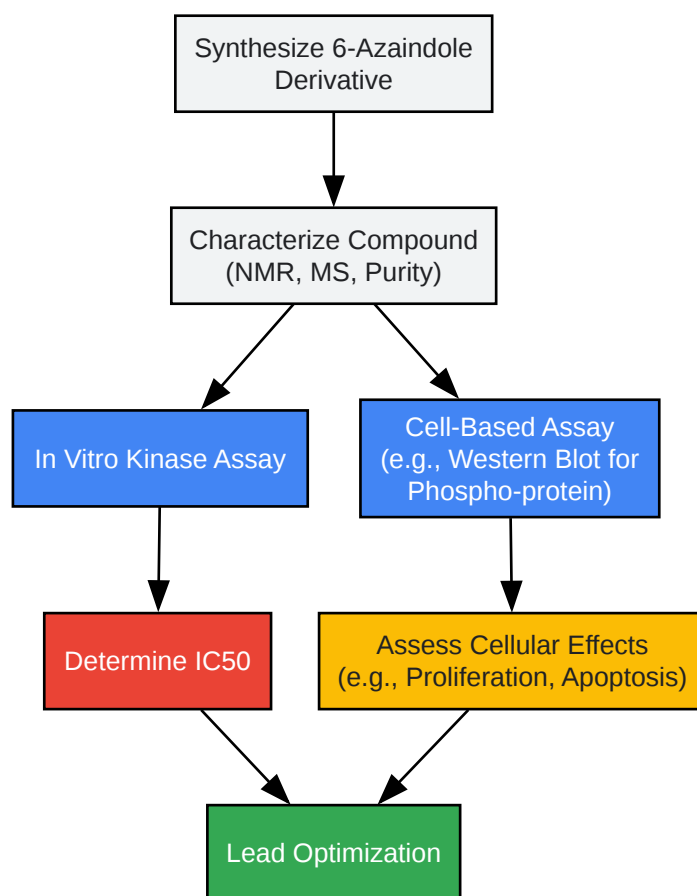 Synthesize 6-Azaindole
Derivative
Characterize Compound
(NMR, MS, Purity)
In Vitro Kinase Assay
Cell-Based Assay
(e.g., Western Blot for
Phospho-protein)
Determine IC50
Assess Cellular Effects
(e.g., Proliferation, Apoptosis)
Lead Optimization